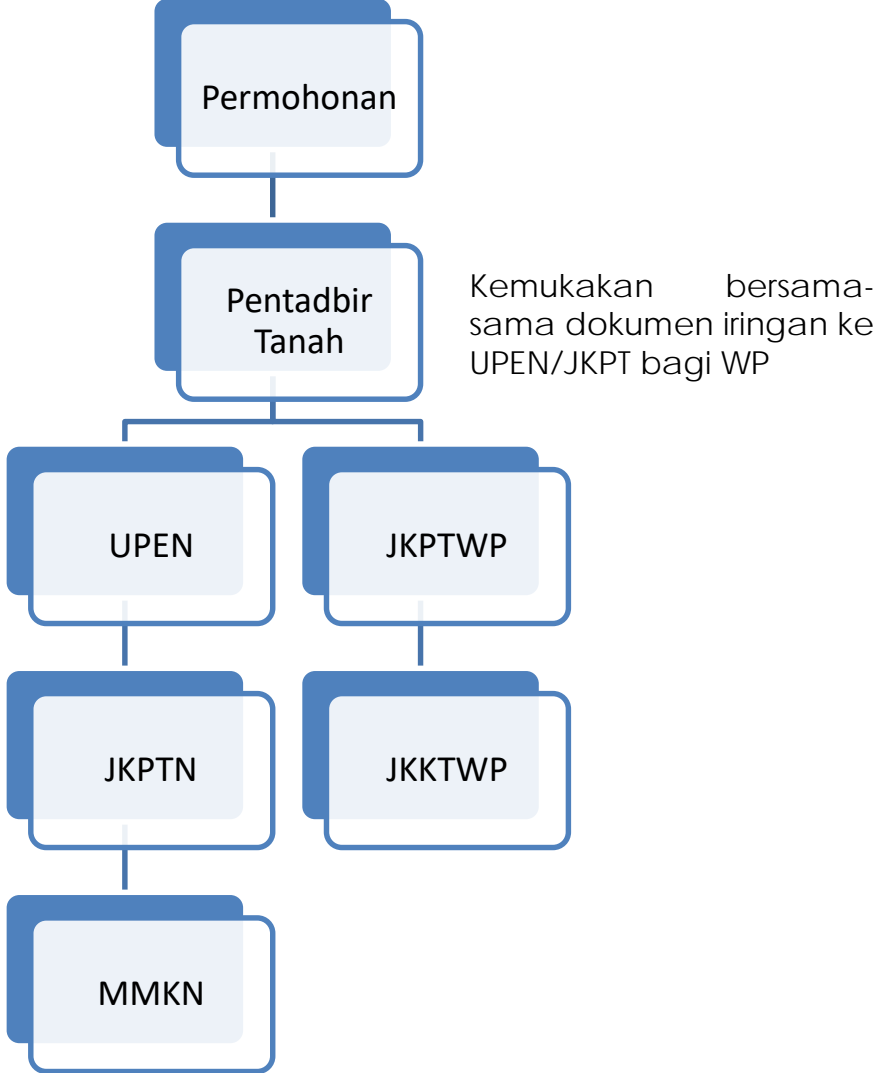 Permohonan
Pentadbir
Tanah
Kemukakan bersama-
sama dokumen iringan ke
UPEN/JKPT bagi WP
UPEN
JKPTWP
JKPTN
JKKTWP
MMKN